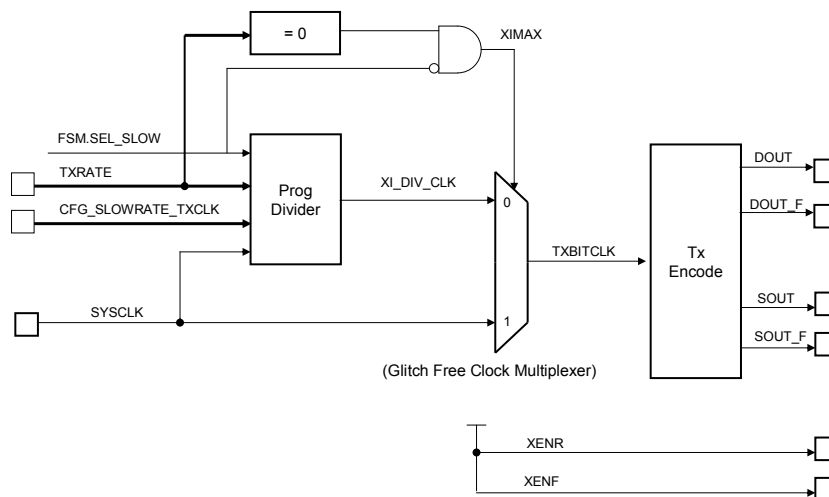 = 0
XIMAX
FSM.SEL_SLOW
TXRATE
CFG_SLOWRATE_TXCLK
SYSCLK
Prog
Divider
XI_DIV_CLK
0
1
TXBITCLK
(Glitch Free Clock Multiplexer)
Tx
Encode
DOUT
DOUT_F
SOUT
SOUT_F
XENR
XENF